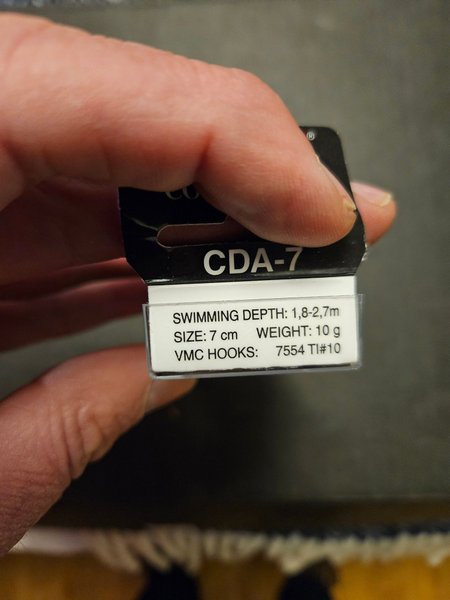 ®
CDA-7
SWIMMING DEPTH: 1,8-2,7m
SIZE: 7 cm WEIGHT: 10 g
VMC HOOKS: 7554 TI#10